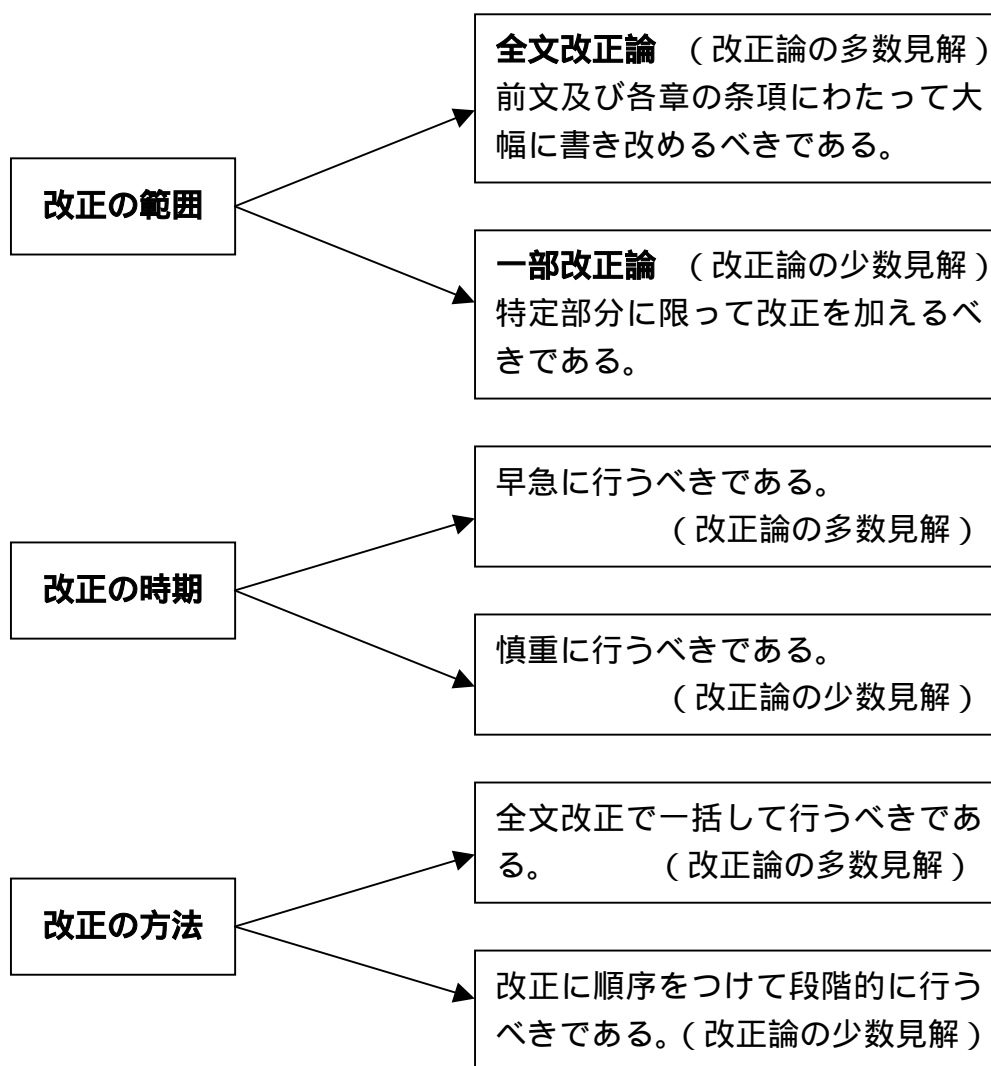 改正の範囲
全文改正論 （改正論の多数見解）
前文及び各章の条項にわたって大
幅に書き改めるべきである。
一部改正論 （改正論の少数見解）
特定部分に限って改正を加えるべ
きである。
改正の時期
早急に行うべきである。
（改正論の多数見解）
慎重に行うべきである。
（改正論の少数見解）
改正の方法
全文改正で一括して行うべきであ
る。 （改正論の多数見解）
改正に順序をつけて段階的に行う
べきである。（改正論の少数見解）